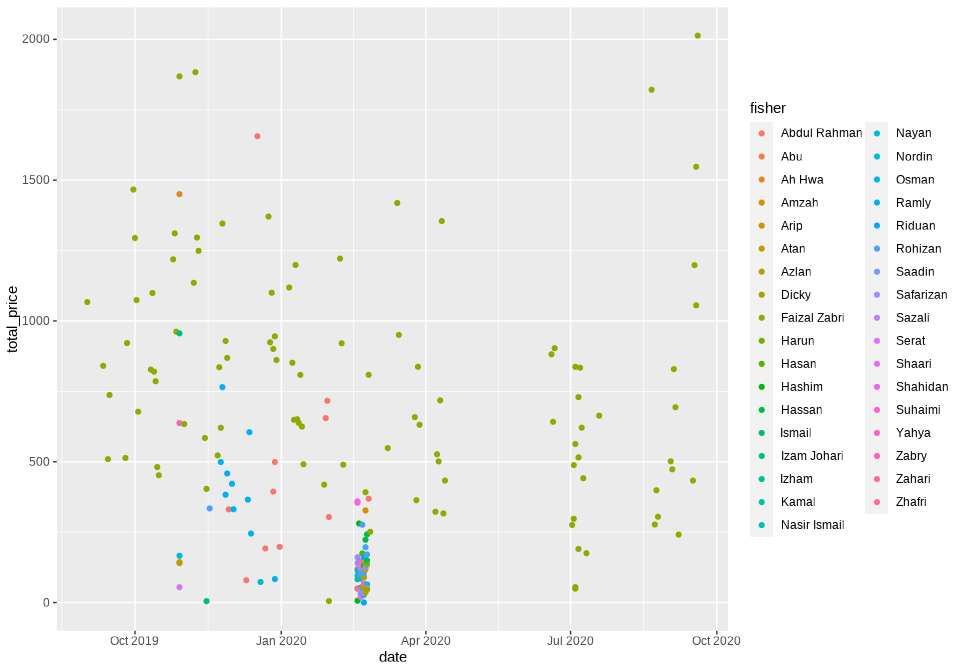 2000
1500
1000
500
0
total_price
Oct 2019
Jan 2020
Apr 2020
Jul 2020
Oct 2020
date
fisher
Abdul Rahman
Abu
Ah Hwa
Amzah
Arip
Atan
Azlan
Dicky
Faizal Zabri
Harun
Hasan
Hashim
Hassan
Ismail
Izam Johari
Izham
Kamal
Nasir Ismail
Nayan
Nordin
Osman
Ramly
Riduan
Rohizan
Saadin
Safarizan
Sazali
Serat
Shaari
Shahidan
Suhaimi
Yahya
Zabry
Zahari
Zhafri